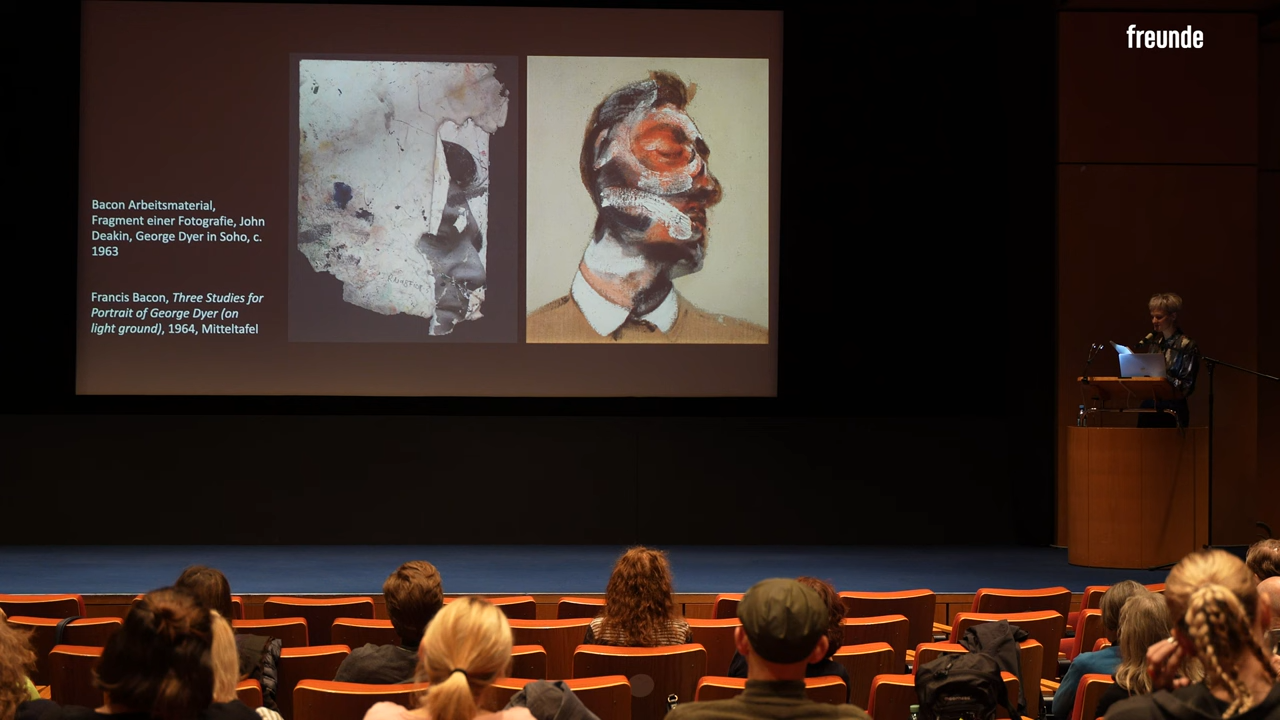 freunde
Bacon Arbeitsmaterial,
Fragment einer Fotografie, John
Deakin, George Dyer in Soho, c.
1963
Francis Bacon, Three Studies for
Portrait of George Dyer (on
light ground), 1964, Mitteltafel